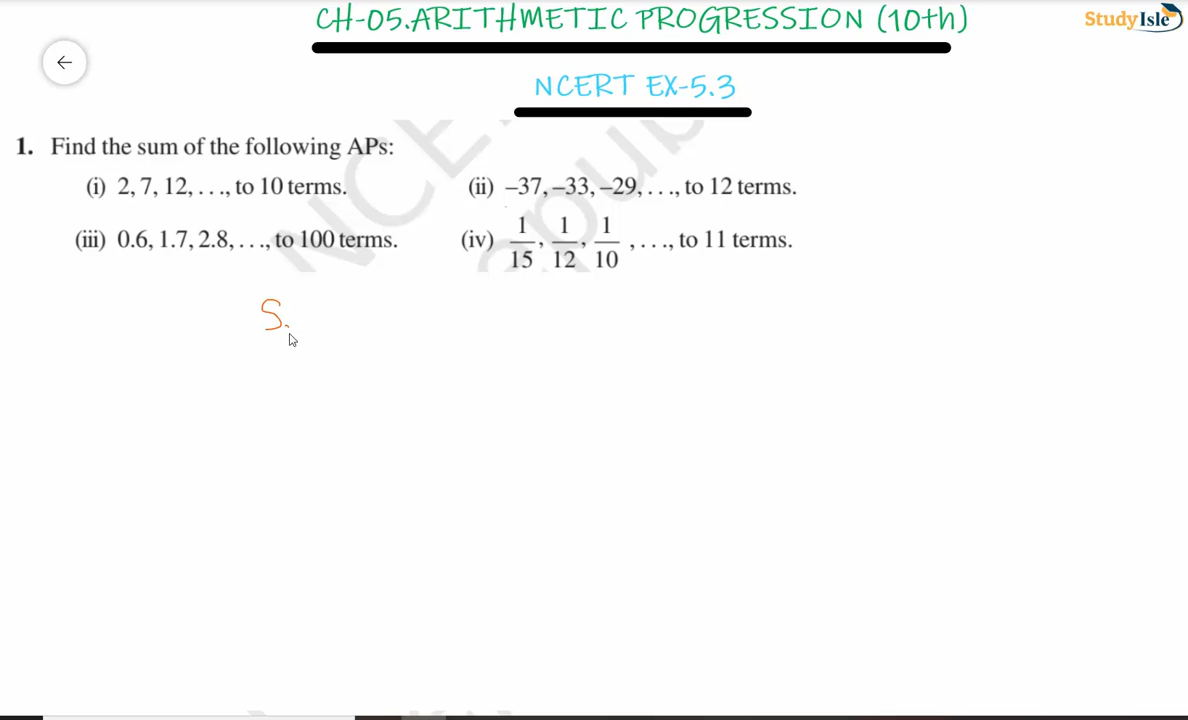 CH-05.ARITHMETIC PROGRESSION (10th)
StudyIsle
NCERT EX-5.3
1. Find the sum of the following APs:
(i) 2, 7, 12, . . ., to 10 terms. (ii) –37, –33, –29, . . ., to 12 terms.
(iii) 0.6, 1.7, 2.8, . . ., to 100 terms. (iv) 1/15, 1/12, 1/10, . . ., to 11 terms.
S.